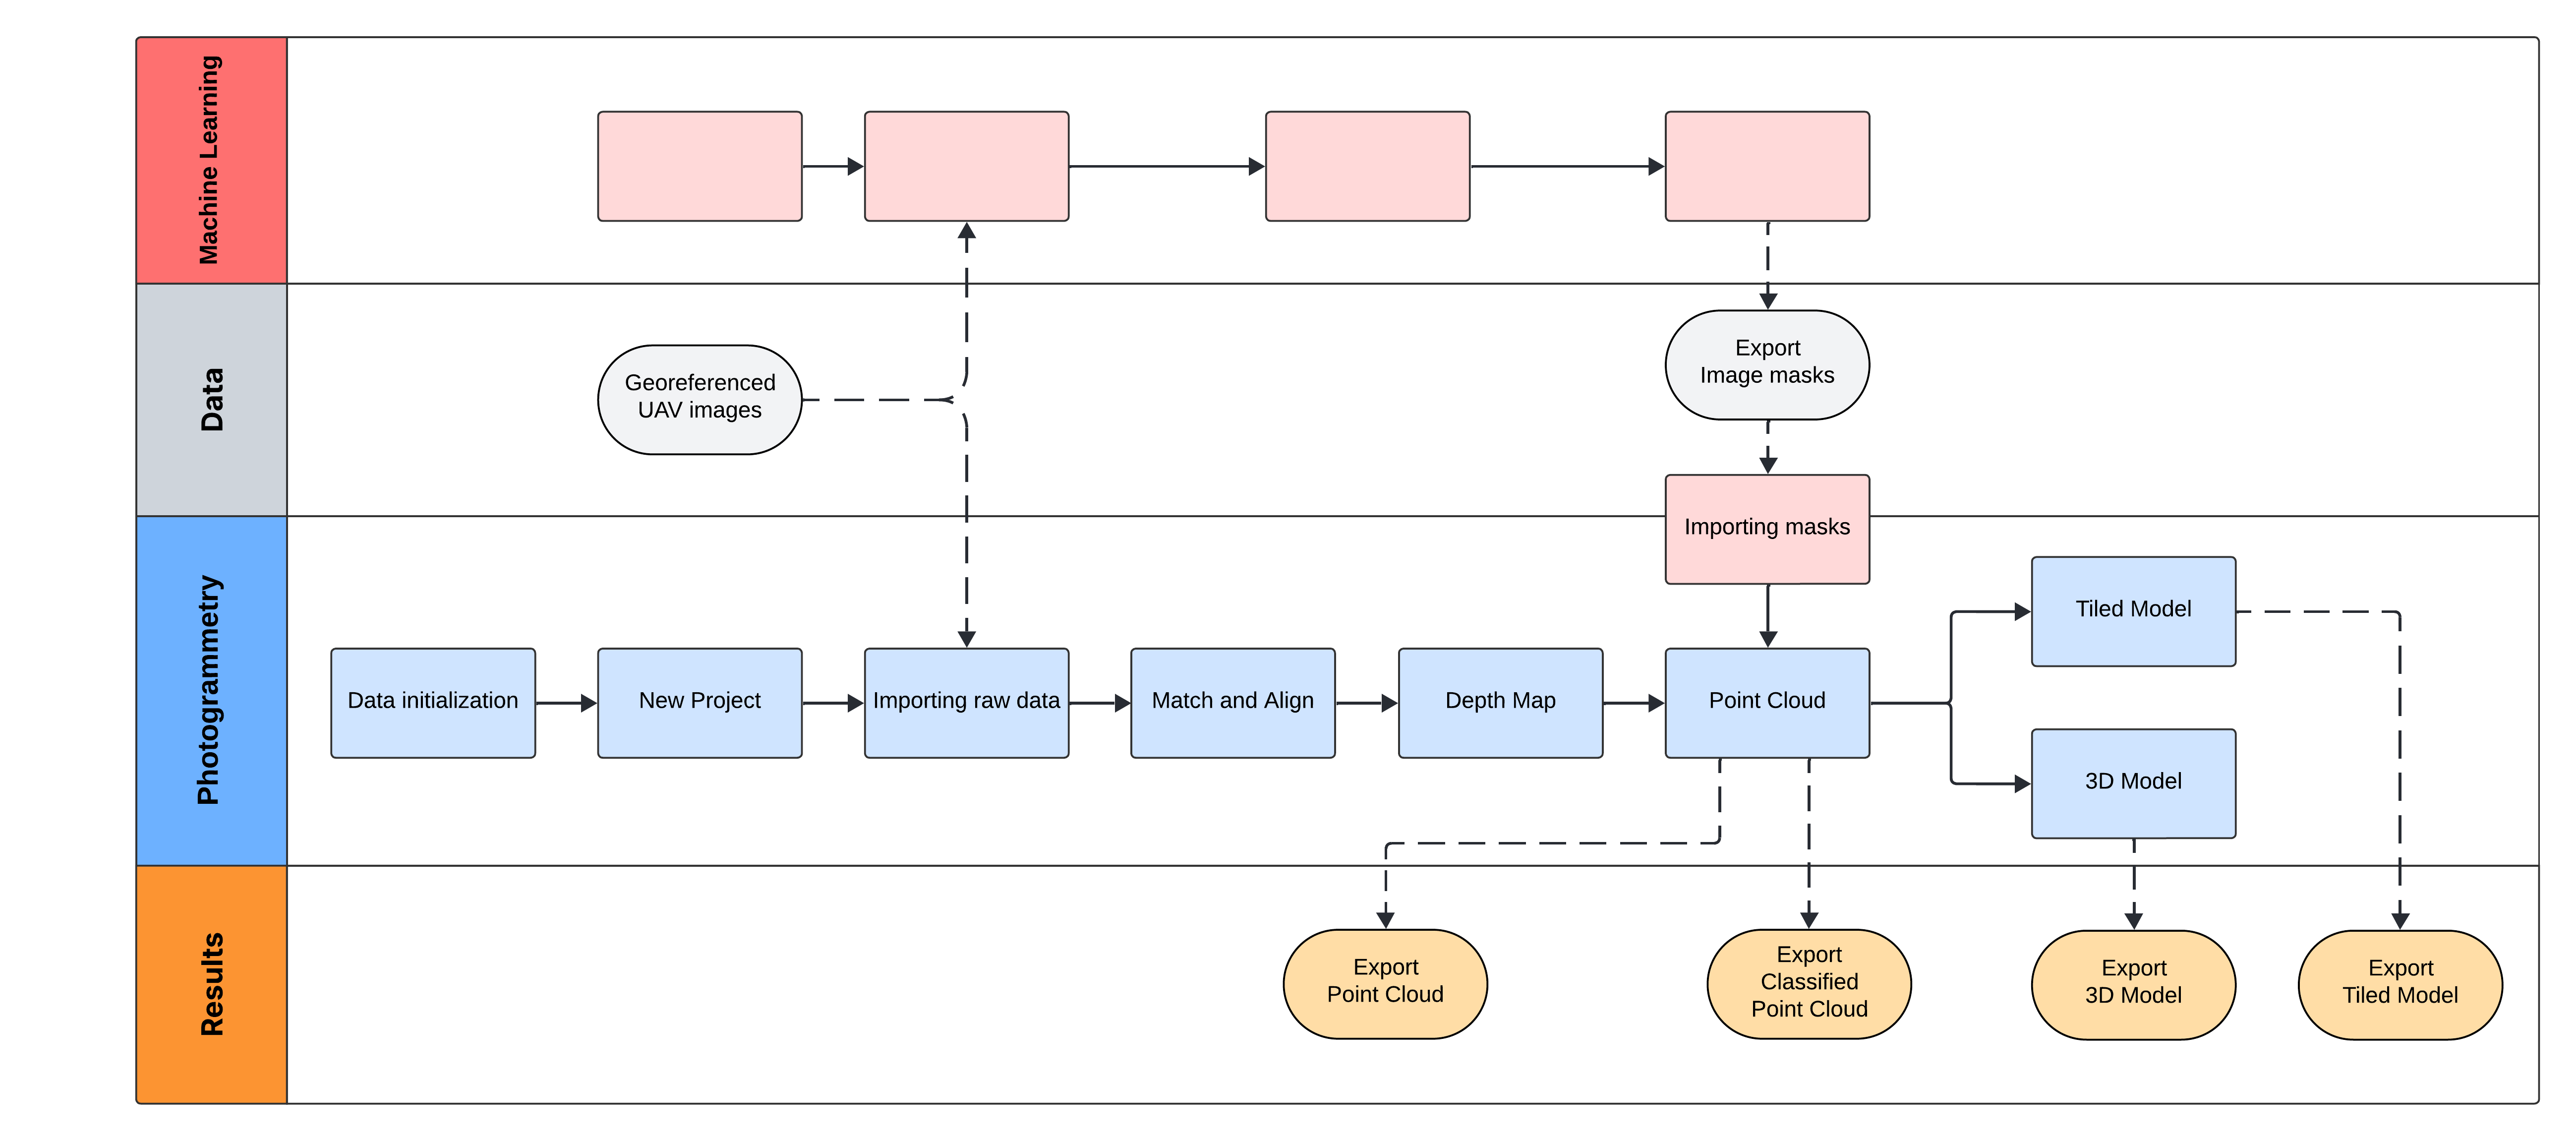 Machine Learning
Data
Georeferenced
UAV images
Export
Image masks
Photogrammetry
Importing masks
Data initialization
New Project
Importing raw data
Match and Align
Depth Map
Point Cloud
Tiled Model
3D Model
Results
Export
Point Cloud
Export
Classified
Point Cloud
Export
3D Model
Export
Tiled Model